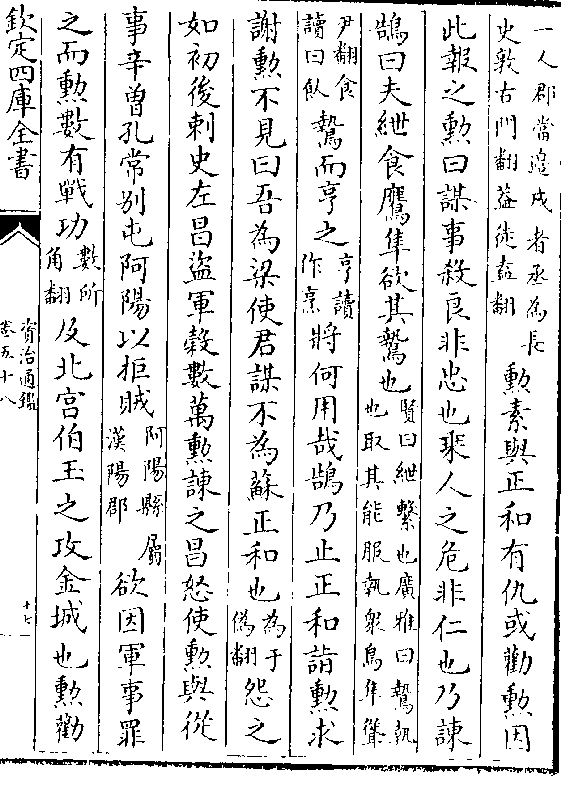 一人郡當邊戍者丞為長
史敦古門翻蓋徒盍翻
勲素與正和有仇或勸勲因
此報之勲曰謀事殺良非忠也乘人之危非仁也乃諫
鵠曰夫紲食鷹隼欲其鷙也
賢曰紲繫也廣雅曰鷙執
也取其能服執衆鳥隼聳
尹翻食
讀曰飤
鷙而亨之
亨讀
作烹
將何用哉鵠乃止正和詣勲求
謝勲不見曰吾為梁使君謀不為蘇正和也
為于
偽翻
怨之
如初後刺史左昌盜軍穀數萬勲諫之昌怒使勲與從
事辛曽孔常别屯阿陽以拒賊
阿陽縣屬
漢陽郡
欲因軍事罪
之而勲數有戰功
數所
角翻
及北宫伯玉之攻金城也勲勸
欽定四庫全書
資治通鑑
卷五十八
十七